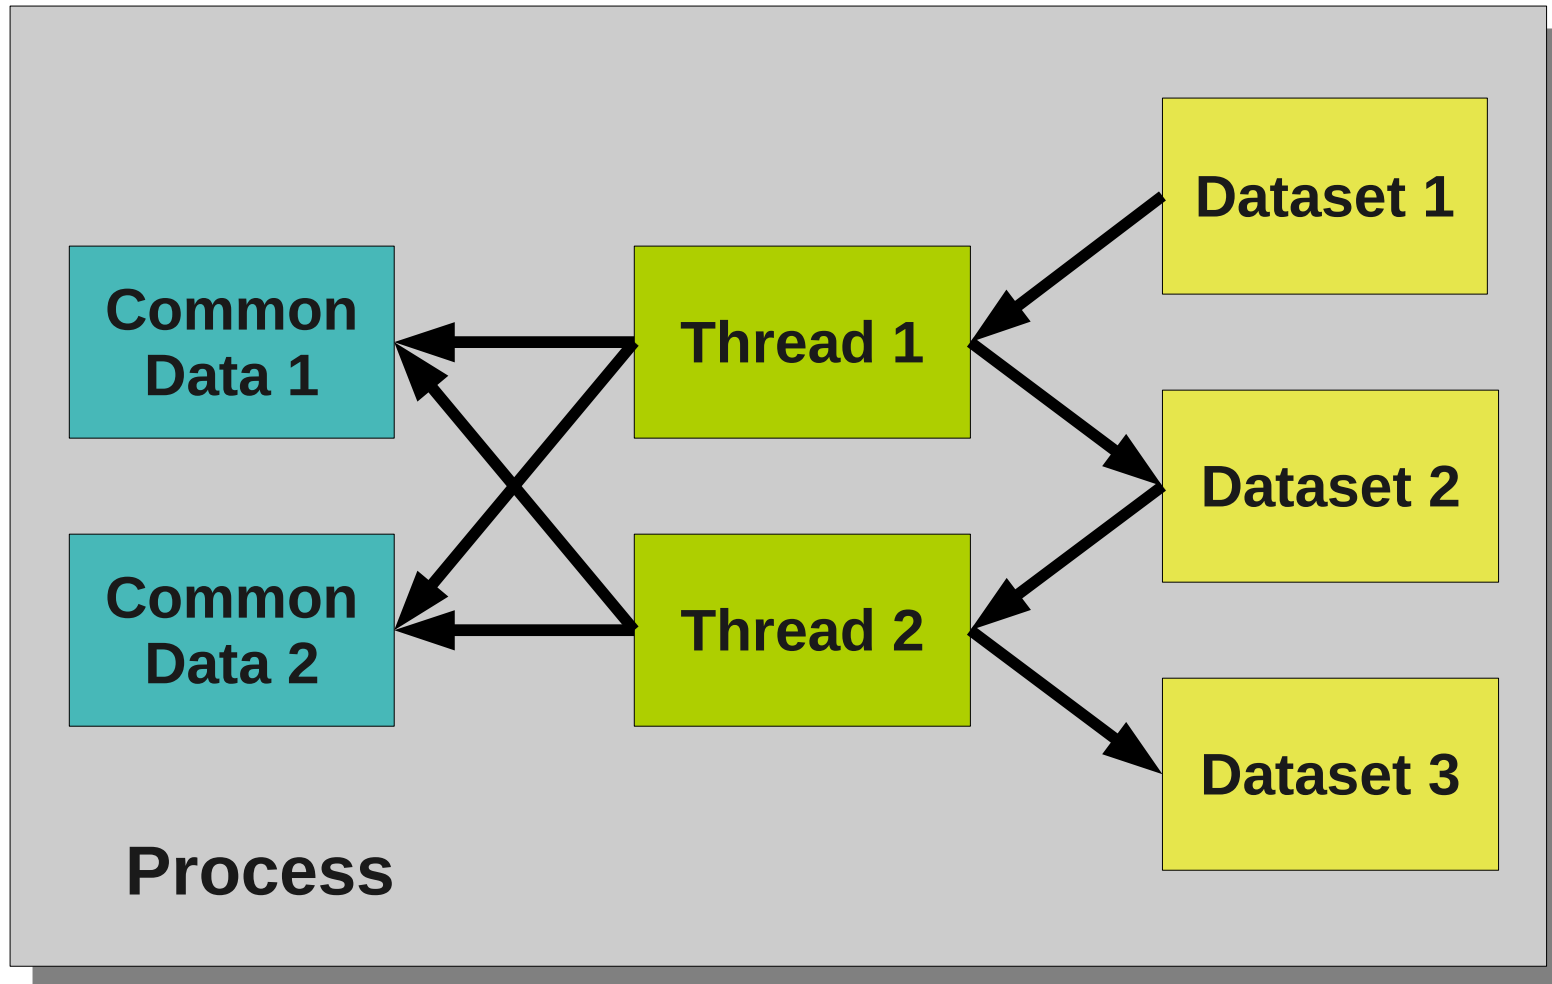 Dataset 1
Common
Data 1
Thread 1
Dataset 2
Common
Data 2
Thread 2
Dataset 3
Process